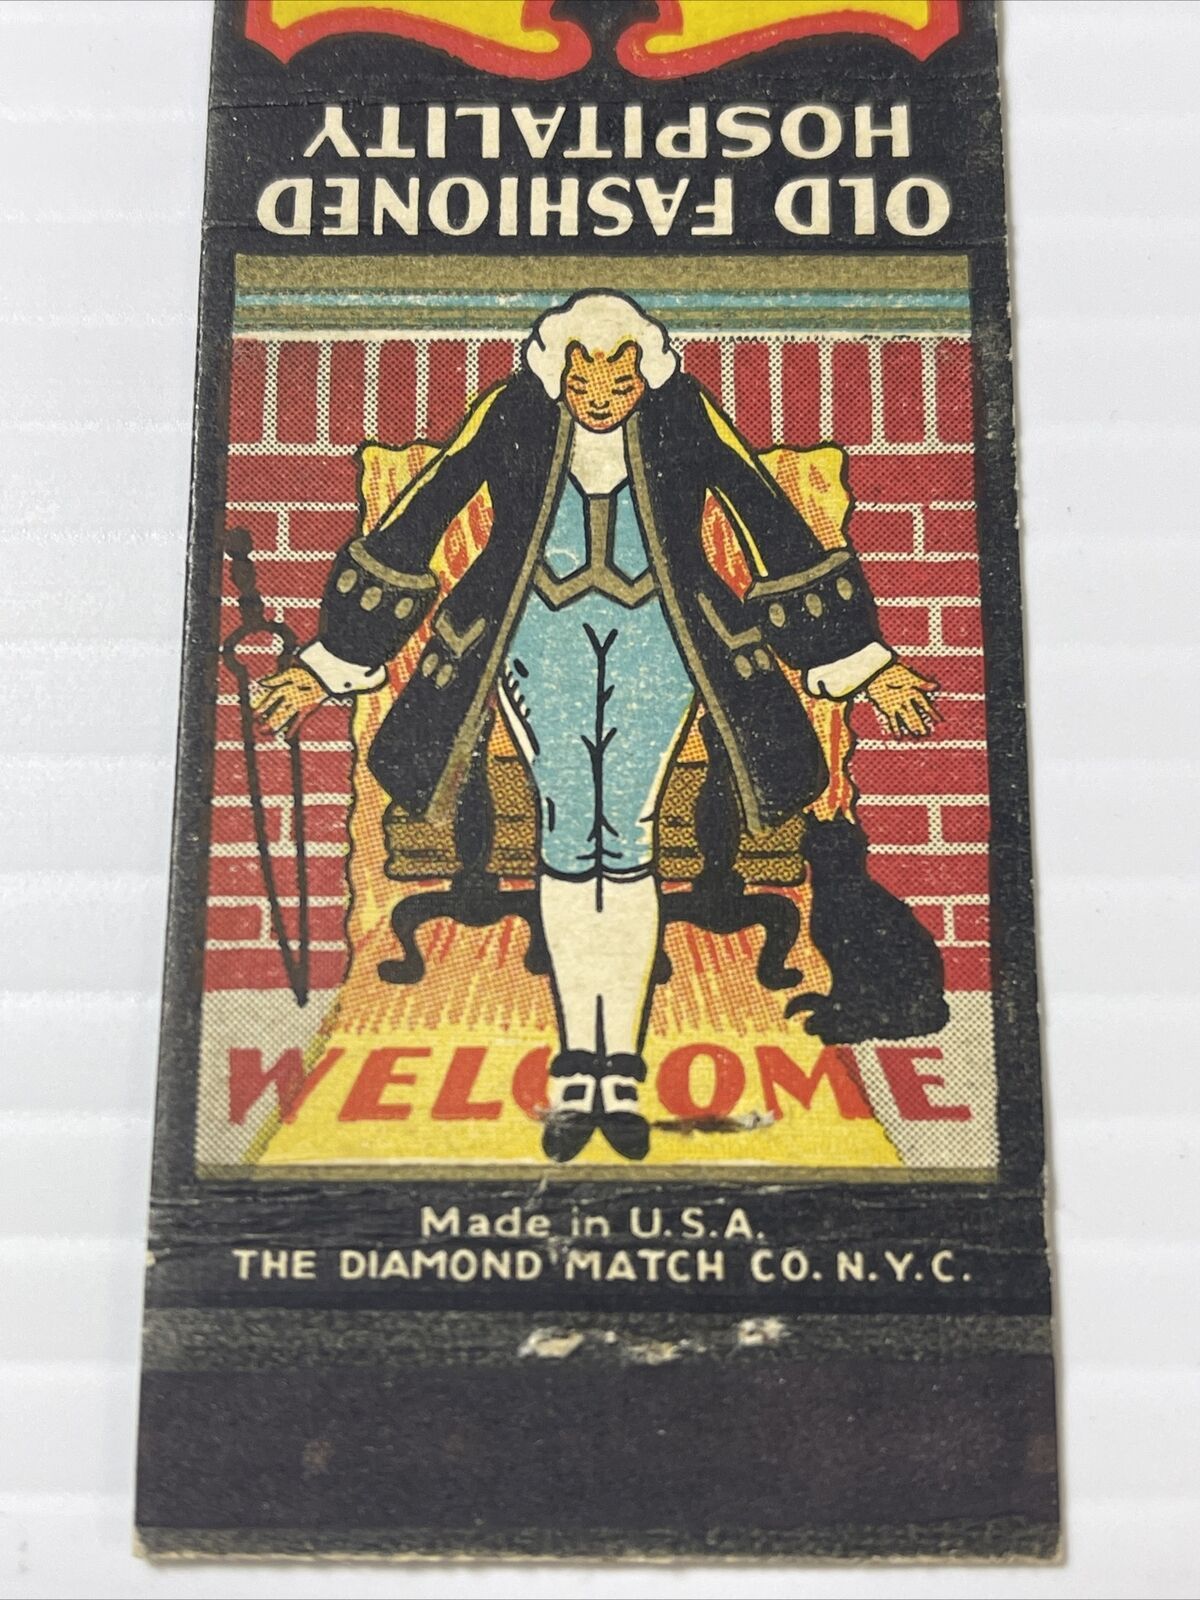 OLD FASHIONED
HOSPITALITY
WELCOME
Made in U.S.A.
THE DIAMOND MATCH CO. N.Y.C.